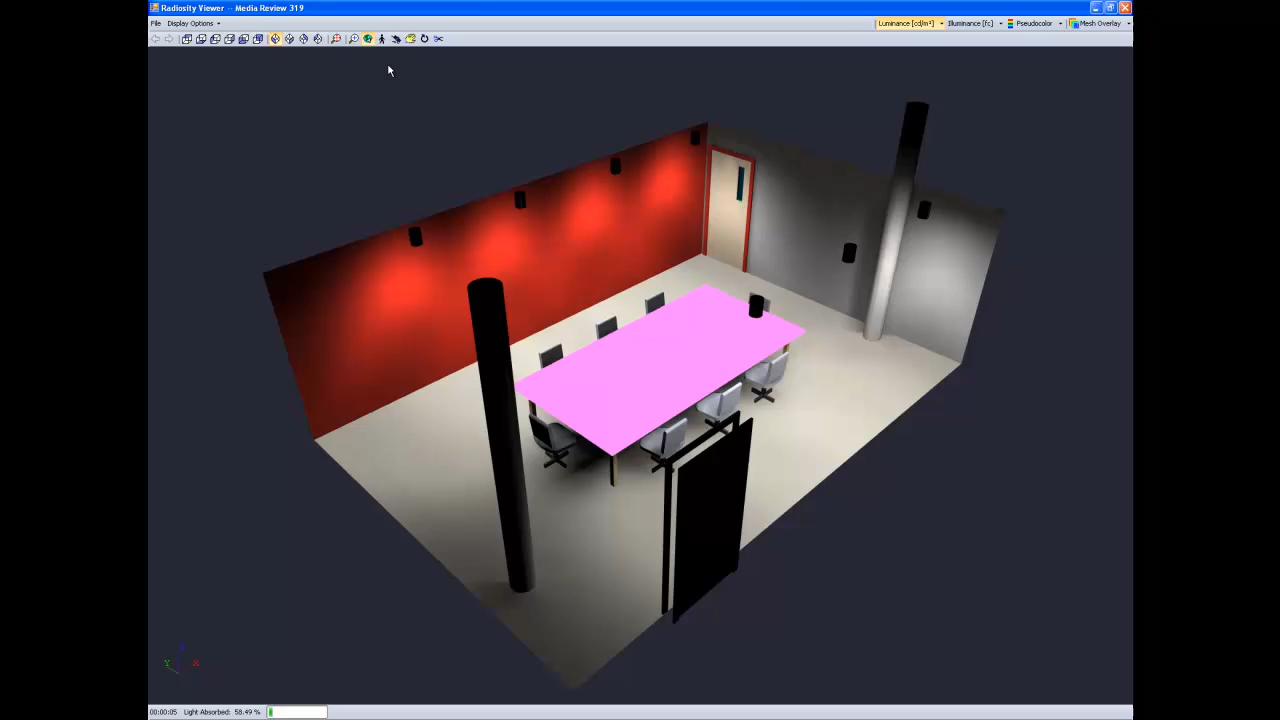 Radiosity Viewer -- Media Review 319
File Display Options Luminance [cd/m²] Illuminance [fc] Pseudocolor Mesh Overlay
Y X
00:00:05 Light Absorbed: 58.49 %